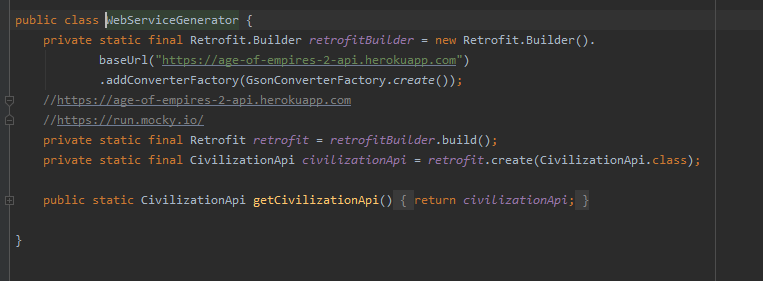 public class WebServiceGenerator {
    private static final Retrofit.Builder retrofitBuilder = new Retrofit.Builder().
            baseUrl("https://age-of-empires-2-api.herokuapp.com")
            .addConverterFactory(GsonConverterFactory.create());
    //https://age-of-empires-2-api.herokuapp.com
    //https://run.mocky.io/
    private static final Retrofit retrofit = retrofitBuilder.build();
    private static final CivilizationApi civilizationApi = retrofit.create(CivilizationApi.class);
    public static CivilizationApi getCivilizationApi() { return civilizationApi; }
}